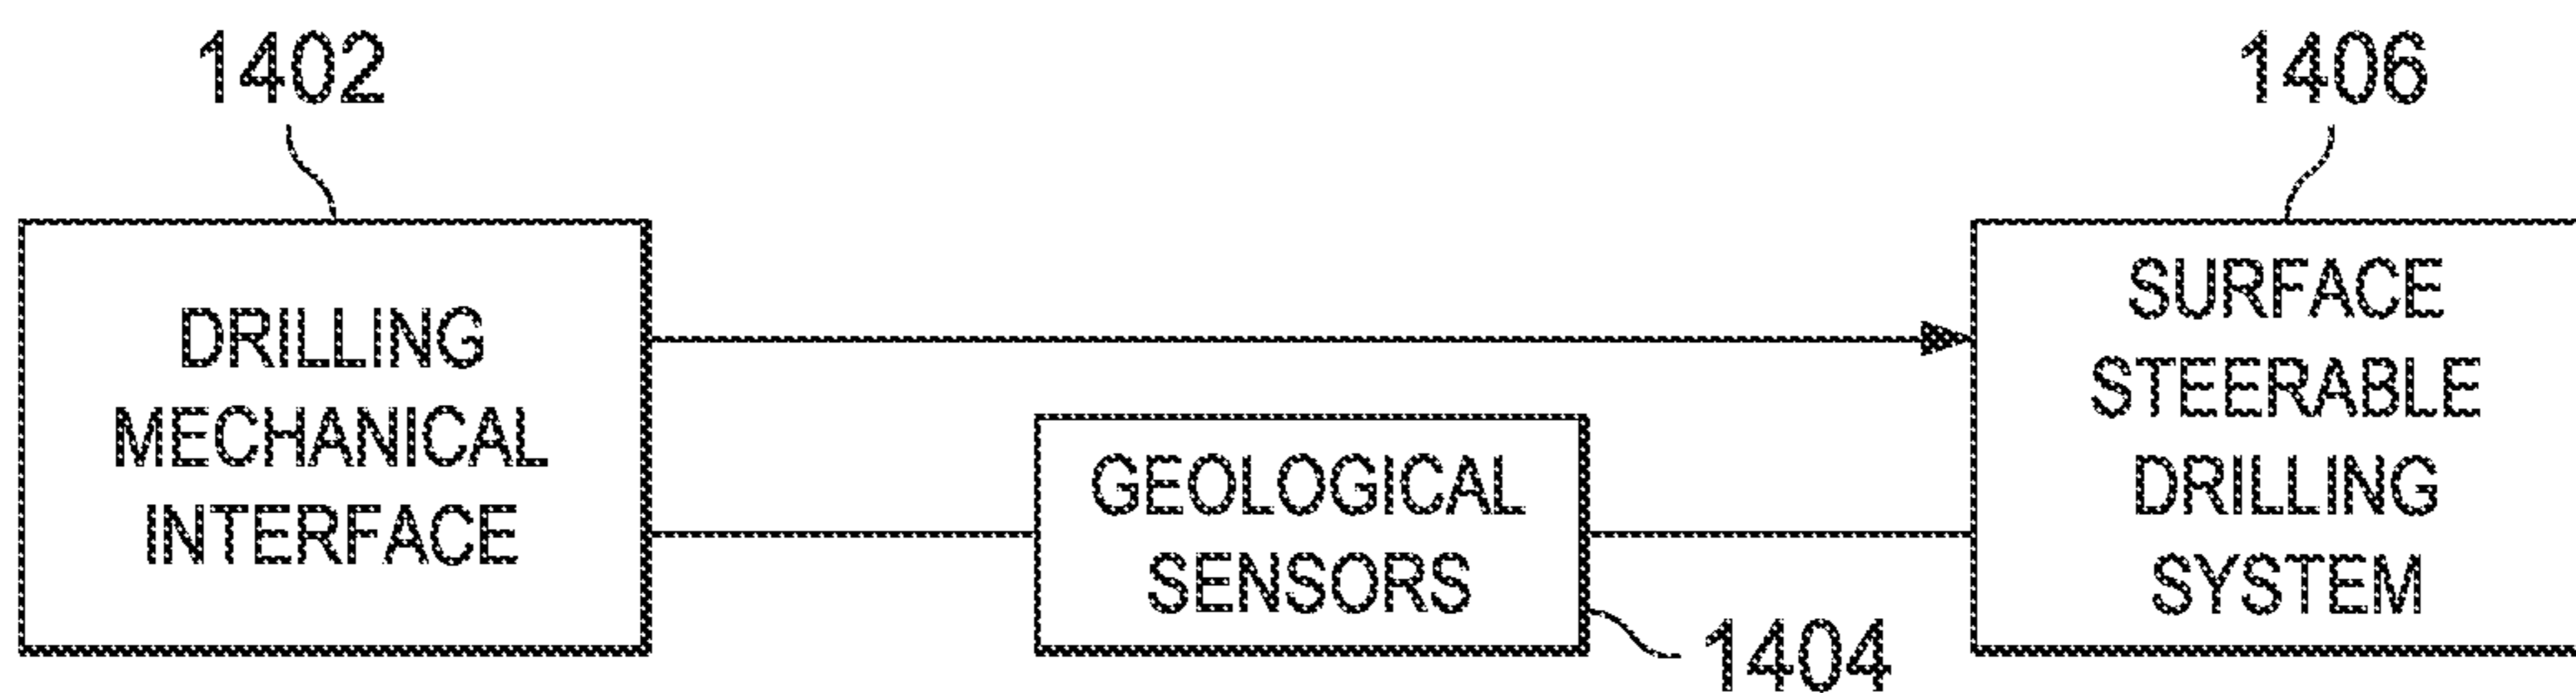 1402
1406
DRILLING
MECHANICAL
INTERFACE
GEOLOGICAL
SENSORS
1404
SURFACE
STEERABLE
DRILLING
SYSTEM